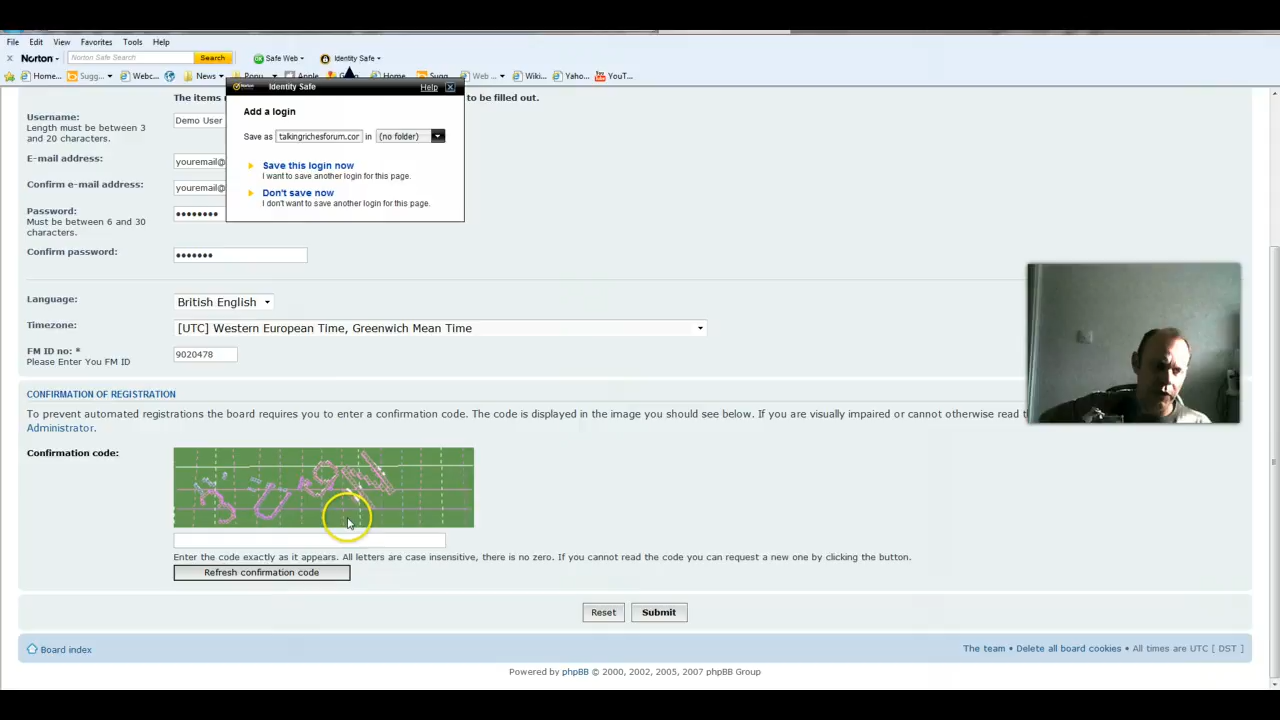 File Edit View Favorites Tools Help
Norton Norton Safe Search Search Safe Web Identity Safe
Home... Sugg... Webc... News Popu Apple Home Sugg Web ... Wiki... Yaho... YouT...
Identity Safe Help
Add a login
Save as talkingrichesforum.cor in (no folder)
Save this login now
I want to save another login for this page.
Don't save now
I don't want to save another login for this page.
The items to be filled out.
Username:
Length must be between 3
and 20 characters.
Demo User
E-mail address:
youremail@
Confirm e-mail address:
youremail@
Password:
Must be between 6 and 30
characters.
Confirm password:
Language:
British English
Timezone:
[UTC] Western European Time, Greenwich Mean Time
FM ID no: *
Please Enter You FM ID
9020478
CONFIRMATION OF REGISTRATION
To prevent automated registrations the board requires you to enter a confirmation code. The code is displayed in the image you should see below. If you are visually impaired or cannot otherwise read
Administrator.
Confirmation code:
Enter the code exactly as it appears. All letters are case insensitive, there is no zero. If you cannot read the code you can request a new one by clicking the button.
Refresh confirmation code
Reset Submit
Board index
The team • Delete all board cookies • All times are UTC [ DST ]
Powered by phpBB © 2000, 2002, 2005, 2007 phpBB Group